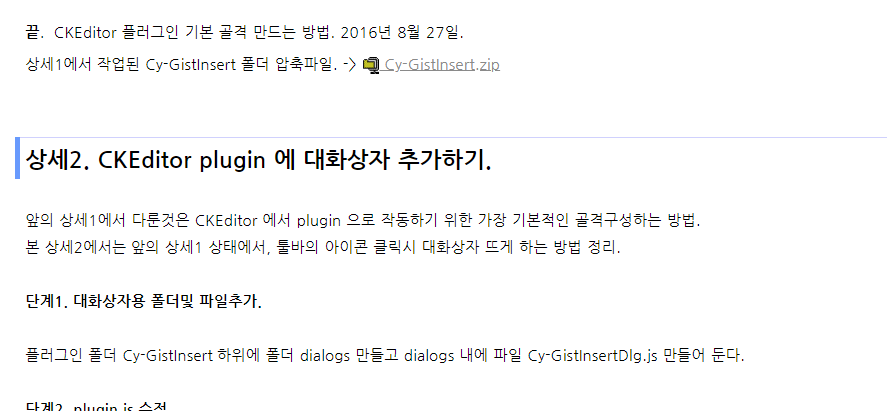 끝.  CKEditor 플러그인 기본 골격 만드는 방법. 2016년 8월 27일.
상세1에서 작업된 Cy-GistInsert 폴더 압축파일. -> Cy-GistInsert.zip
상세2. CKEditor plugin 에 대화상자 추가하기.
앞의 상세1에서 다룬것은 CKEditor 에서 plugin 으로 작동하기 위한 가장 기본적인 골격구성하는 방법.
본 상세2에서는 앞의 상세1 상태에서, 툴바의 아이콘 클릭시 대화상자 뜨게 하는 방법 정리.
단계1. 대화상자용 폴더및 파일추가.
플러그인 폴더 Cy-GistInsert 하위에 폴더 dialogs 만들고 dialogs 내에 파일 Cy-GistInsertDlg.js 만들어 둔다.
단계2. plugin.js 수정